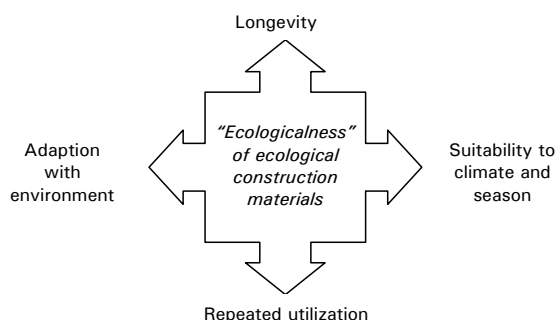 Longevity
Adaption
with
environment
“Ecologicalness”
of ecological
construction
materials
Suitability to
climate and
season
Repeated utilization